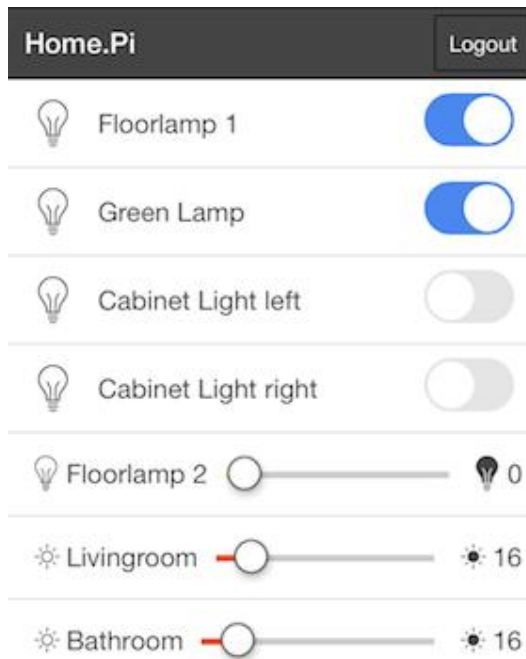 Home.Pi Logout
Floorlamp 1
Green Lamp
Cabinet Light left
Cabinet Light right
Floorlamp 2 0
Livingroom 16
Bathroom 16